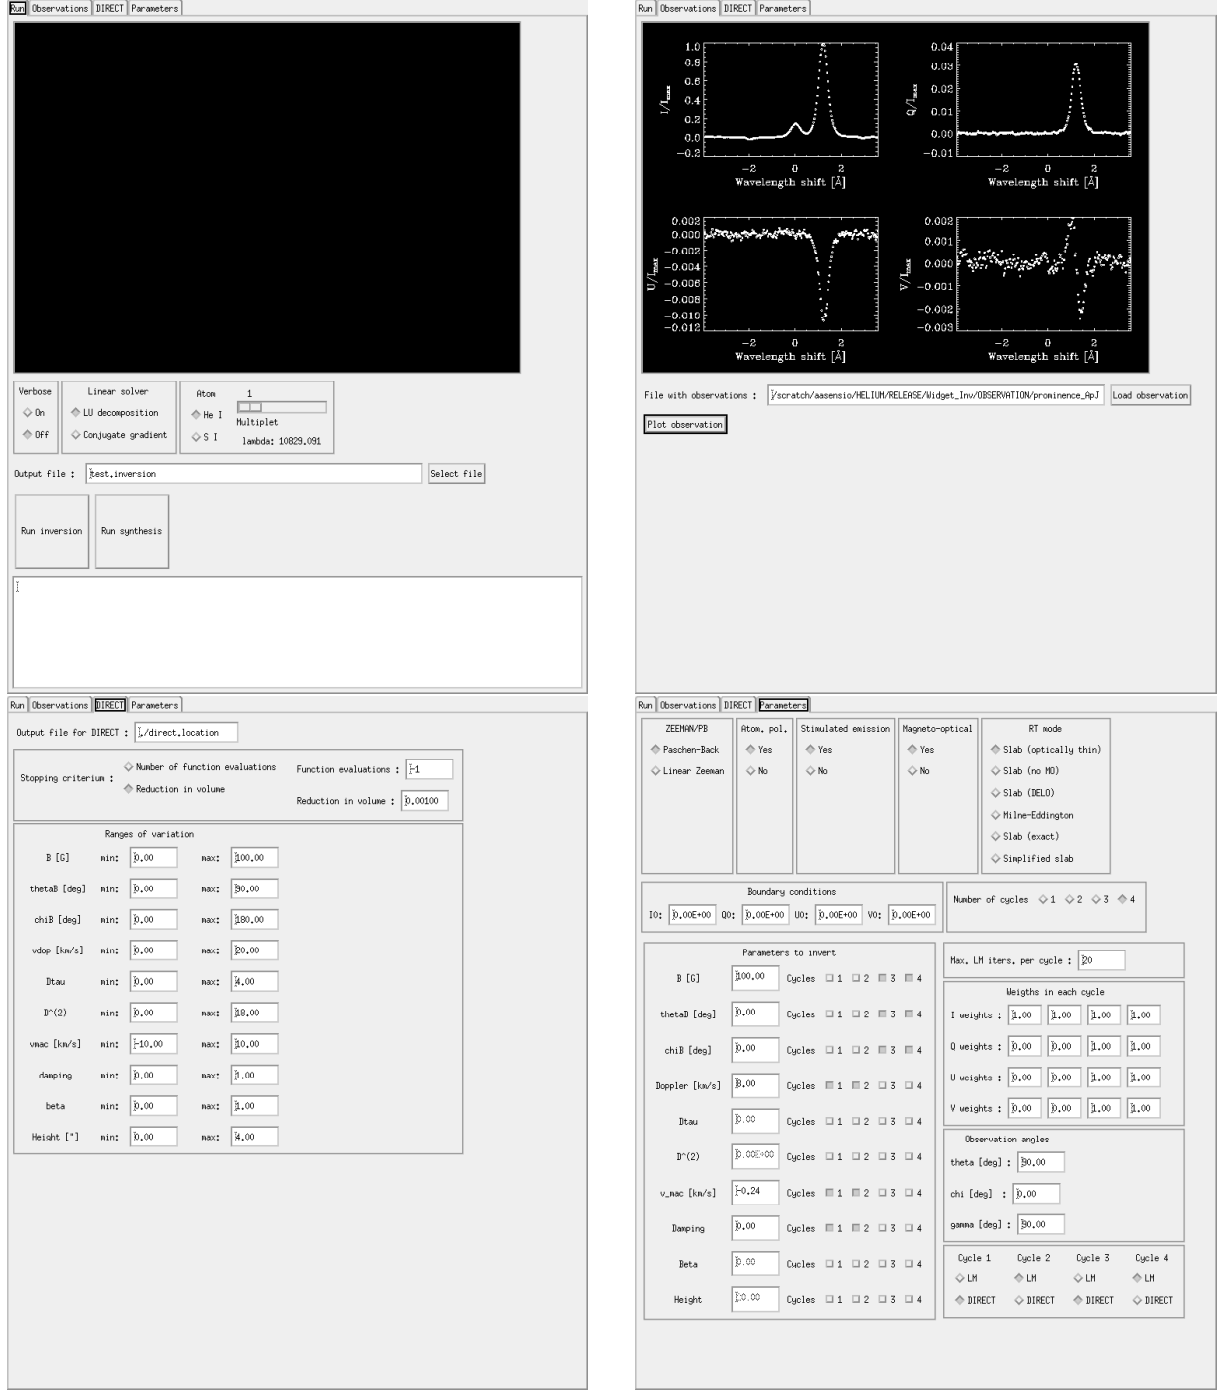 Run Observations DIRECT Parameters
Verbose
On
Off
Linear solver
LU decomposition
Conjugate gradient
Atom
He I
S I
1
Multiplet
lambda: 10829.091
Output file : test.inversion Select file
Run inversion Run synthesis
Run Observations DIRECT Parameters
1.0
0.8
0.6
0.4
0.2
0.0
-0.2
I/Imax
-2 0 2
Wavelength shift [Å]
0.04
0.03
0.02
0.01
0.00
-0.01
Q/Imax
-2 0 2
Wavelength shift [Å]
0.002
0.000
-0.002
-0.004
-0.006
-0.008
-0.010
-0.012
U/Imax
-2 0 2
Wavelength shift [Å]
0.002
0.001
0.000
-0.001
-0.002
-0.003
V/Imax
-2 0 2
Wavelength shift [Å]
File with observations : /scratch/aasensio/HELIUM/RELEASE/Widget_Inv/OBSERVATION/prominence_ApJ Load observation
Plot observation
Run Observations DIRECT Parameters
Output file for DIRECT : ./direct.location
Stopping criterium :
Number of function evaluations
Reduction in volume
Function evaluations : -1
Reduction in volume : 0.00100
Ranges of variation
B [G] min: 0.00 max: 100.00
thetaB [deg] min: 0.00 max: 90.00
chiB [deg] min: 0.00 max: 180.00
vdop [km/s] min: 0.00 max: 20.00
Dtau min: 0.00 max: 4.00
D^(2) min: 0.00 max: 18.00
vmac [km/s] min: -10.00 max: 10.00
damping min: 0.00 max: 1.00
beta min: 0.00 max: 1.00
Height ["] min: 0.00 max: 4.00
Run Observations DIRECT Parameters
ZEEMAN/PB
Paschen-Back
Linear Zeeman
Atom. pol.
Yes
No
Stimulated emission
Yes
No
Magneto-optical
Yes
No
RT mode
Slab (optically thin)
Slab (no MO)
Slab (DELO)
Milne-Eddington
Slab (exact)
Simplified slab
Boundary conditions
I0: 0.00E+00 Q0: 0.00E+00 U0: 0.00E+00 V0: 0.00E+00
Number of cycles 1 2 3 4
Parameters to invert
B [G] 100.00 Cycles 1 2 3 4
thetaB [deg] 0.00 Cycles 1 2 3 4
chiB [deg] 0.00 Cycles 1 2 3 4
Doppler [km/s] 8.00 Cycles 1 2 3 4
Dtau 0.00 Cycles 1 2 3 4
D^(2) 0.00E+00 Cycles 1 2 3 4
v_mac [km/s] -0.24 Cycles 1 2 3 4
Damping 0.00 Cycles 1 2 3 4
Beta 0.00 Cycles 1 2 3 4
Height Cycles 1 2 3 4
Max. LM iters. per cycle : 20
Weigths in each cycle
I weights : 1.00 1.00 1.00 1.00
Q weights : 0.00 0.00 1.00 1.00
U weights : 0.00 0.00 1.00 1.00
V weights : 0.00 0.00 1.00 1.00
Observation angles
theta [deg] : 90.00
chi [deg] : 0.00
gamma [deg] : 90.00
Cycle 1 Cycle 2 Cycle 3 Cycle 4
LM LM LM LM
DIRECT DIRECT DIRECT DIRECT